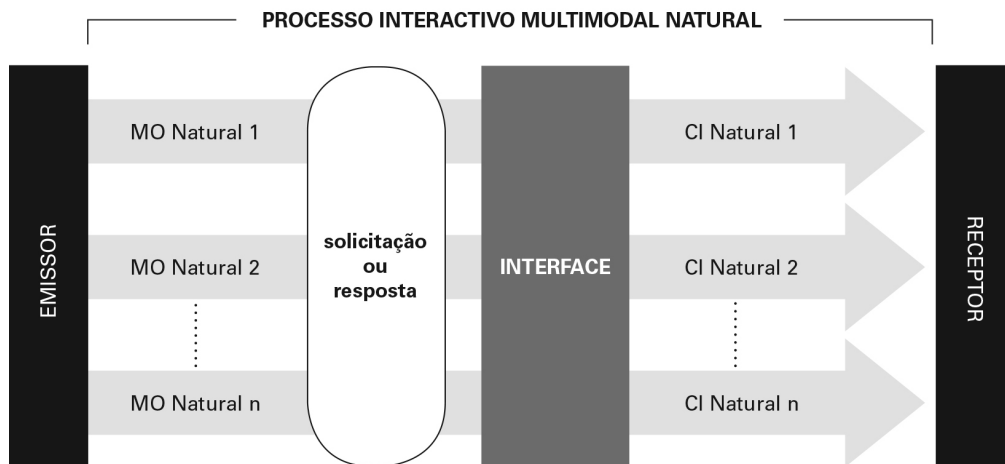 PROCESSO INTERACTIVO MULTIMODAL NATURAL
EMISSOR
MO Natural 1
CI Natural 1
MO Natural 2
solicitação
ou
resposta
INTERFACE
CI Natural 2
MO Natural n
CI Natural n
RECEPTOR